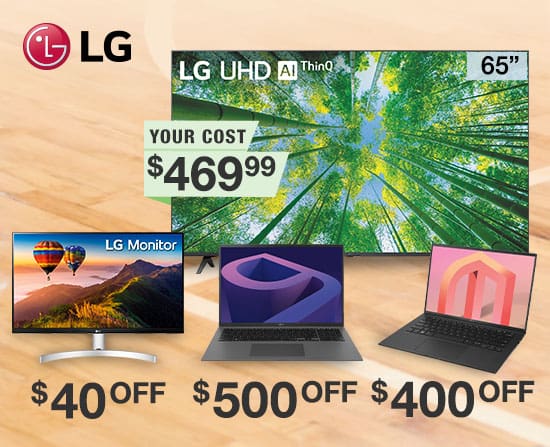 LG
LG UHD AI ThinQ
65”
YOUR COST
$469.99
LG Monitor
$40 OFF
$500 OFF
$400 OFF